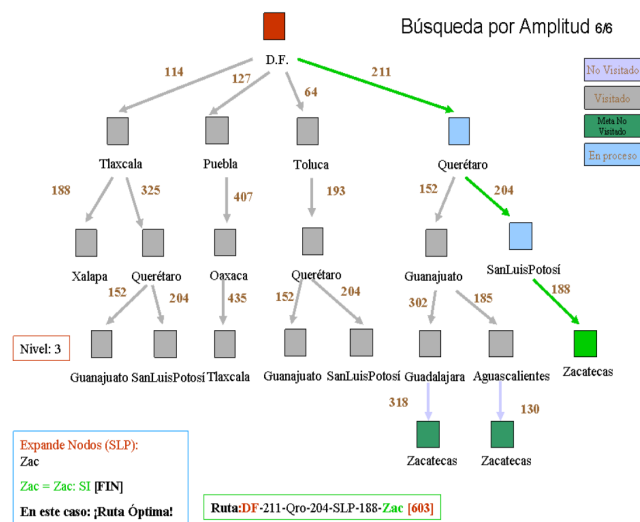 Búsqueda por Amplitud 6/6
D.F.
114
127
64
211
No Visitado
Visitado
Meta No
Visitado
En proceso
Tlaxcala
Puebla
Toluca
Querétaro
188
325
407
193
152
204
Xalapa
Querétaro
Oaxaca
Querétaro
Guanajuato
SanLuisPotosí
152
204
435
152
204
302
185
188
Nivel: 3
Guanajuato
SanLuisPotosí
Tlaxcala
Guanajuato
SanLuisPotosí
Guadalajara
Aguascalientes
Zacatecas
318
130
Zacatecas
Zacatecas
Expande Nodos (SLP):
Zac
Zac = Zac: SI [FIN]
En este caso: ¡Ruta Óptima!
Ruta:DF-211-Qro-204-SLP-188-Zac [603]